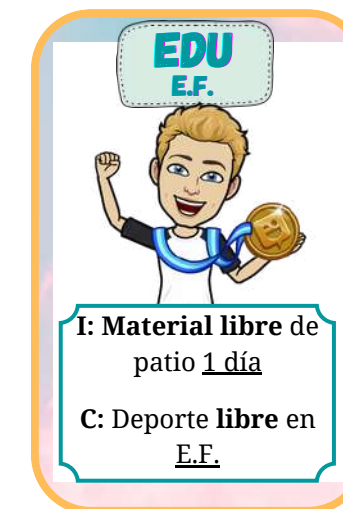 EDU
E.F.
I: Material libre de
patio 1 día
C: Deporte libre en
E.F.